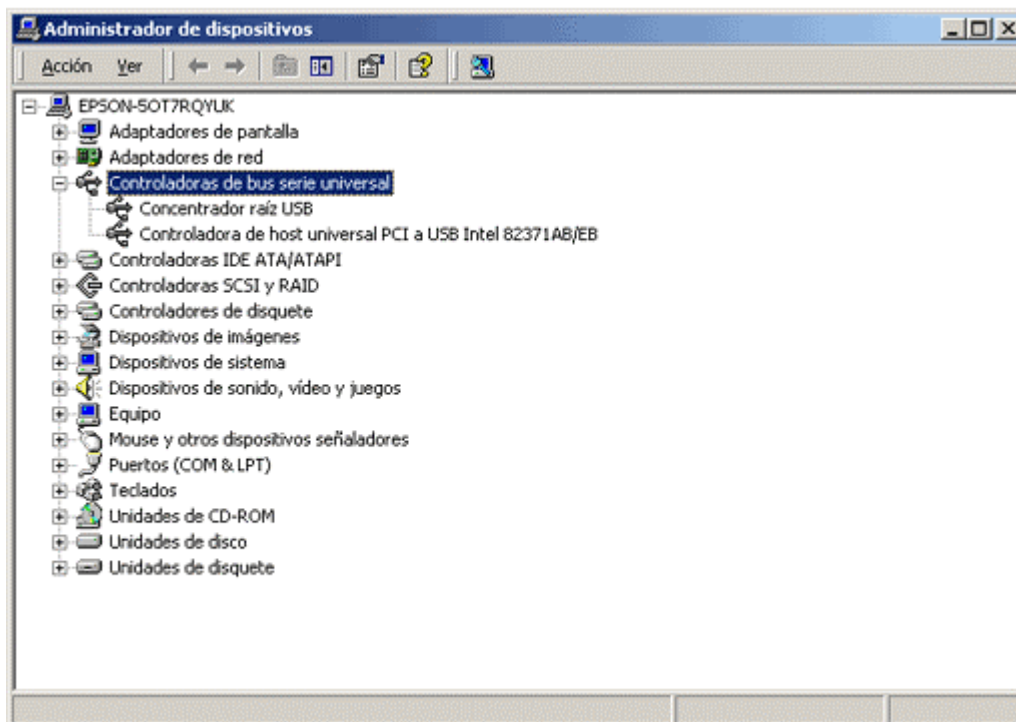 Administrador de dispositivos
Acción Ver
EPSON-5OT7RQYUK
Adaptadores de pantalla
Adaptadores de red
Controladoras de bus serie universal
Concentrador raíz USB
Controladora de host universal PCI a USB Intel 82371AB/EB
Controladoras IDE ATA/ATAPI
Controladoras SCSI y RAID
Controladores de disquete
Dispositivos de imágenes
Dispositivos de sistema
Dispositivos de sonido, vídeo y juegos
Equipo
Mouse y otros dispositivos señaladores
Puertos (COM & LPT)
Teclados
Unidades de CD-ROM
Unidades de disco
Unidades de disquete